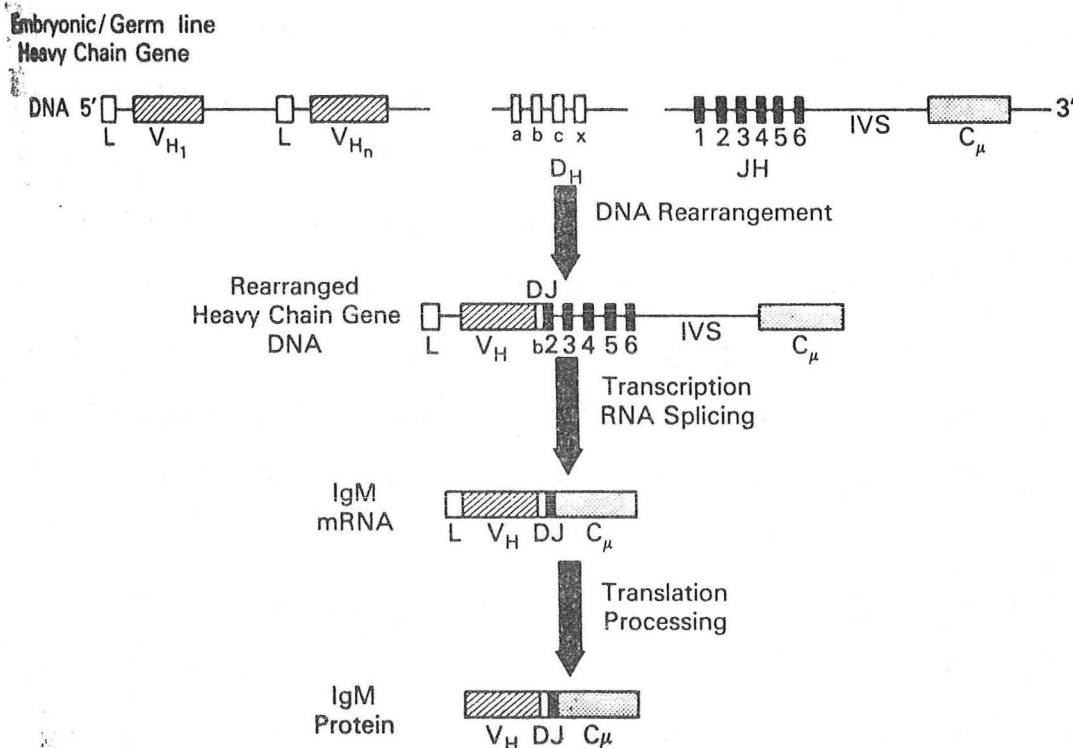 Embryonic/Germ line
Heavy Chain Gene
DNA 5' 3'
L V_H₁ L V_Hₙ a b c x 1 2 3 4 5 6 IVS C_μ
D_H JH
DNA Rearrangement
Rearranged
Heavy Chain Gene
DNA
DJ
L V_H b 2 3 4 5 6 IVS C_μ
Transcription
RNA Splicing
IgM
mRNA
L V_H DJ C_μ
Translation
Processing
IgM
Protein
V_H DJ C_μ